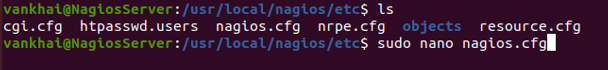 vankhai@NagiosServer:/usr/local/nagios/etc$ ls
cgi.cfg  htpasswd.users  nagios.cfg  nrpe.cfg  objects  resource.cfg
vankhai@NagiosServer:/usr/local/nagios/etc$ sudo nano nagios.cfg